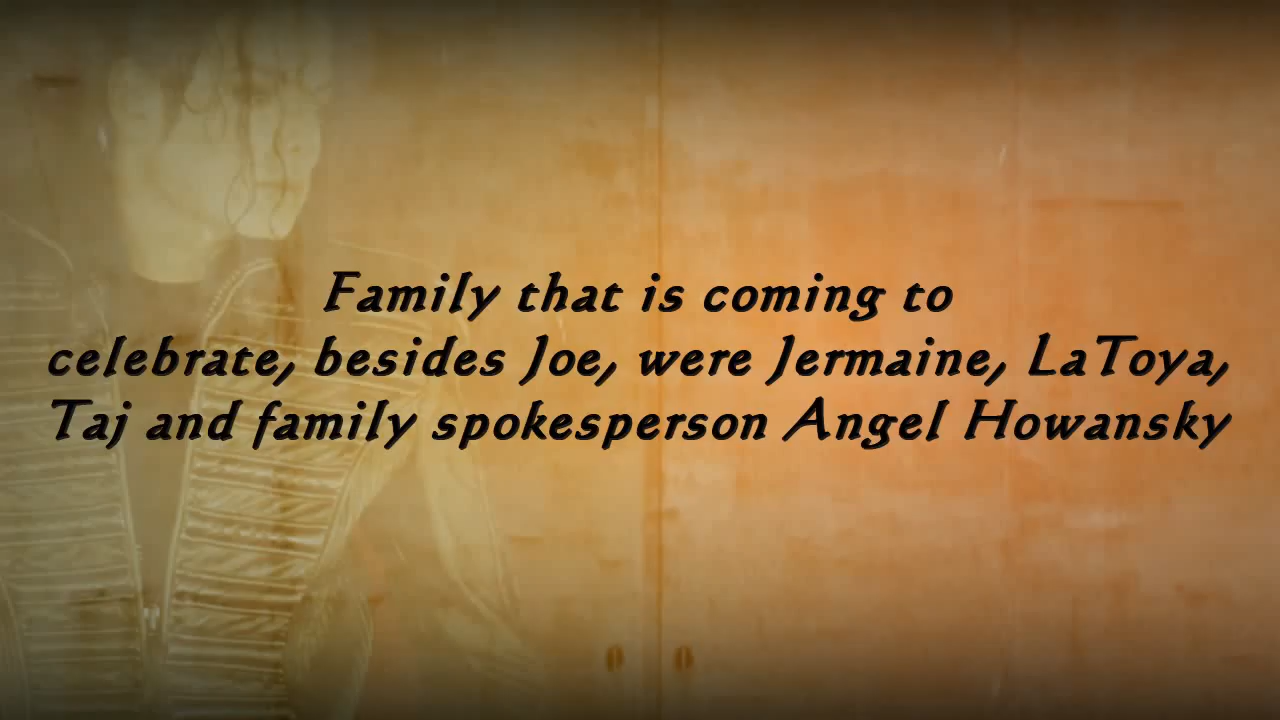 Family that is coming to
celebrate, besides Joe, were Jermaine, LaToya,
Taj and family spokesperson Angel Howansky